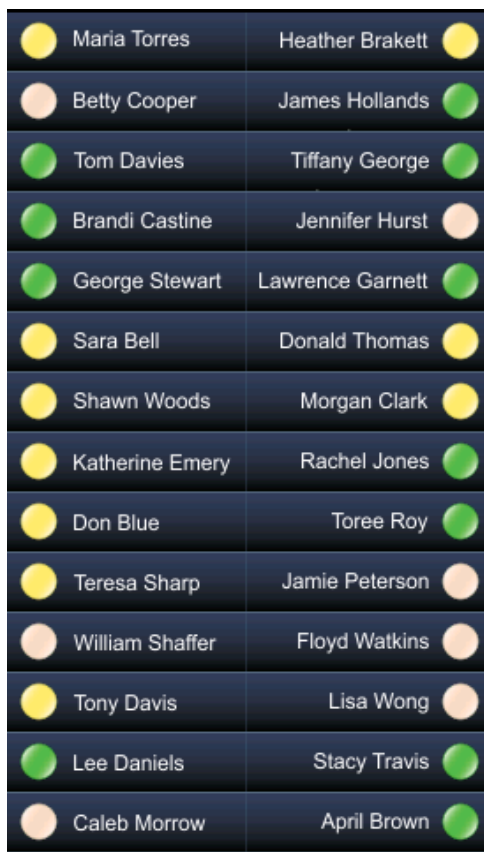 Maria Torres
Heather Brakett
Betty Cooper
James Hollands
Tom Davies
Tiffany George
Brandi Castine
Jennifer Hurst
George Stewart
Lawrence Garnett
Sara Bell
Donald Thomas
Shawn Woods
Morgan Clark
Katherine Emery
Rachel Jones
Don Blue
Toree Roy
Teresa Sharp
Jamie Peterson
William Shaffer
Floyd Watkins
Tony Davis
Lisa Wong
Lee Daniels
Stacy Travis
Caleb Morrow
April Brown